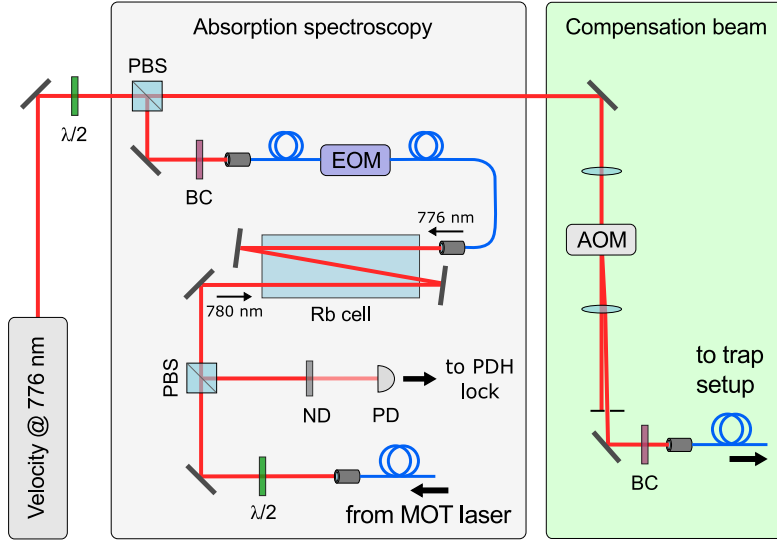 Absorption spectroscopy
Compensation beam
PBS
λ/2
BC
EOM
776 nm
AOM
780 nm
Rb cell
Velocity @ 776 nm
PBS
ND
PD
to PDH
lock
to trap
setup
λ/2
from MOT laser
BC